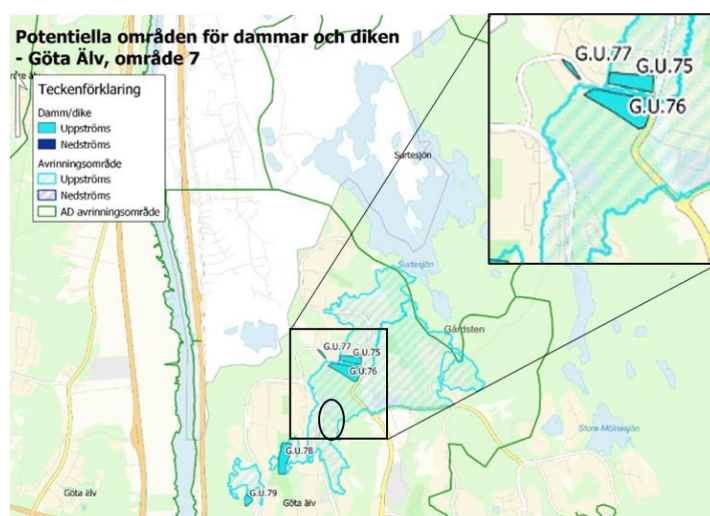 Potentiella områden för dammar och diken
- Göta Älv, område 7
Teckenförklaring
Damm/dike
Uppströms
Nedströms
Avrinningsområde
Uppströms
Nedströms
AD avrinningsområde
G.U.77
G.U.75
G.U.76
Surtesjön
Surtesjön
Gårdsten
G.U.77
G.U.75
G.U.76
Stora Mölnesjön
G.U.78
G.U.79
Göta älv
Göta älv